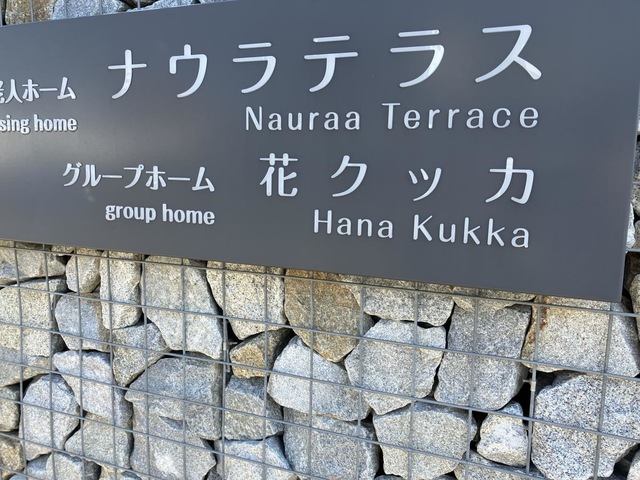 人ホーム ナウラテラス
sing home Nauraa Terrace
グループホーム 花クッカ
group home Hana Kukka